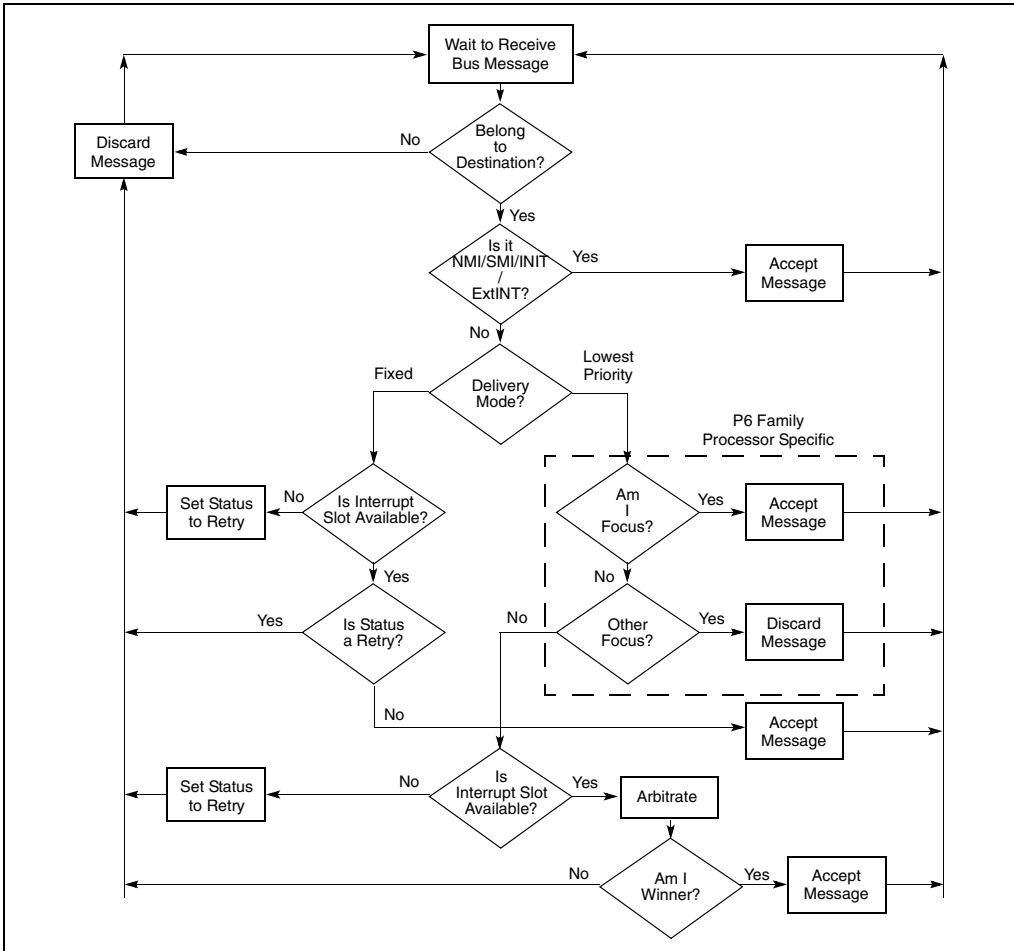 Wait to Receive
Bus Message
Belong
to
Destination?
No
Discard
Message
Yes
Is it
NMI/SMI/INIT
/
ExtINT?
Yes
Accept
Message
No
Delivery
Mode?
Fixed
Lowest
Priority
P6 Family
Processor Specific
Is Interrupt
Slot Available?
No
Set Status
to Retry
Am
I
Focus?
Yes
Accept
Message
Yes
No
Is Status
a Retry?
Yes
No
Other
Focus?
Yes
Discard
Message
No
Accept
Message
Is
Interrupt Slot
Available?
No
Set Status
to Retry
Yes
Arbitrate
Am I
Winner?
No
Yes
Accept
Message